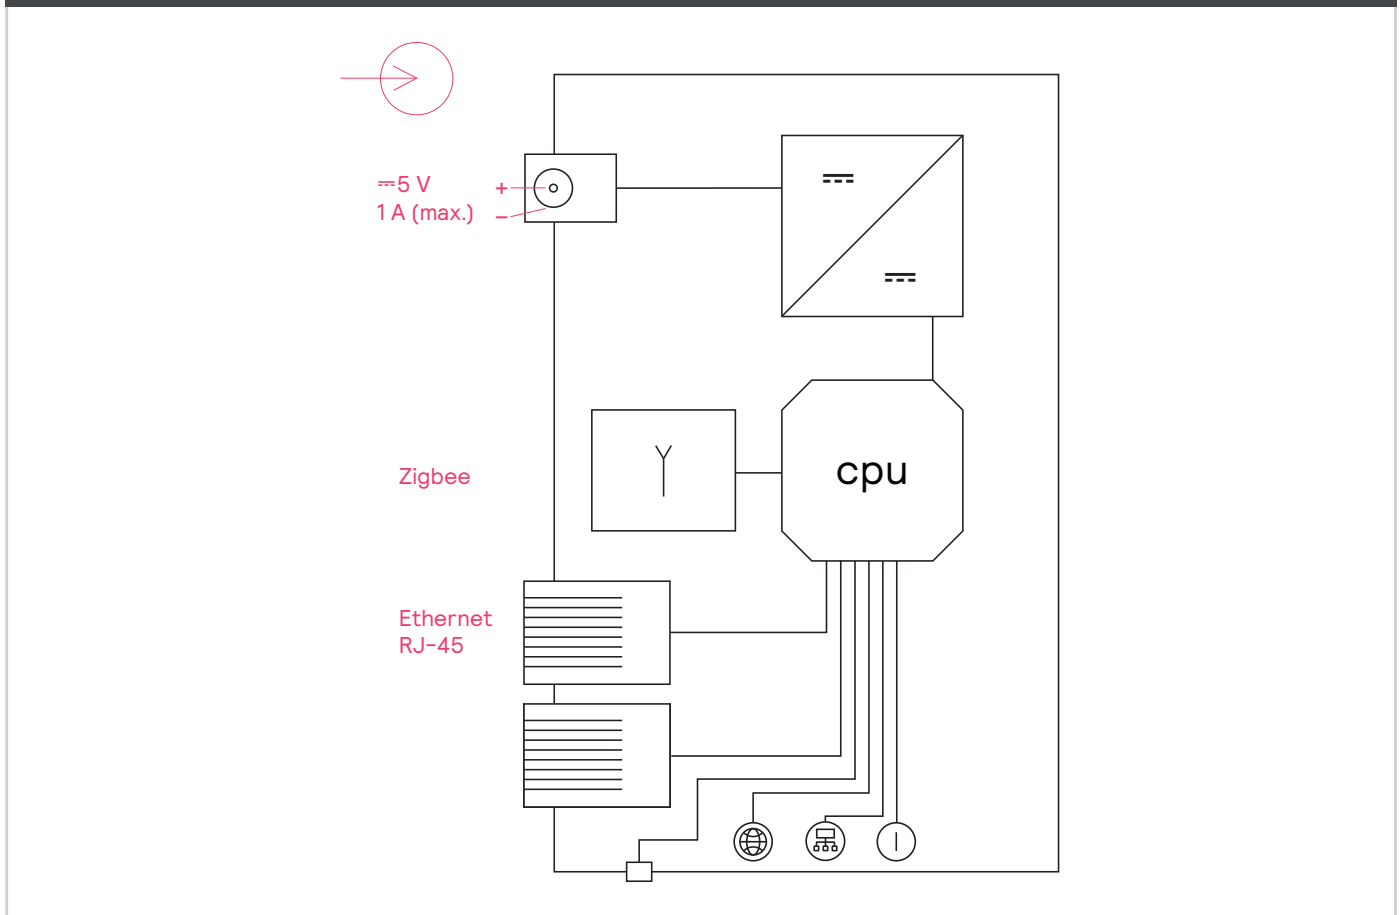 ⎓5 V
1 A (max.)
+
−
cpu
Zigbee
Ethernet
RJ-45